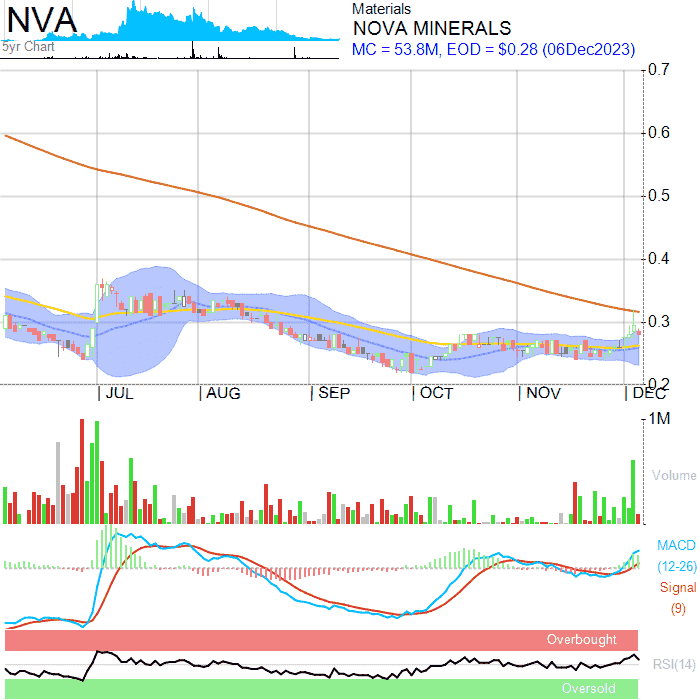 NVA
5yr Chart
Materials
NOVA MINERALS
MC = 53.8M, EOD = $0.28 (06Dec2023)
0.7
0.6
0.5
0.4
0.3
0.2
JUL
AUG
SEP
OCT
NOV
DEC
1M
Volume
MACD
(12-26)
Signal
(9)
Overbought
RSI(14)
Oversold